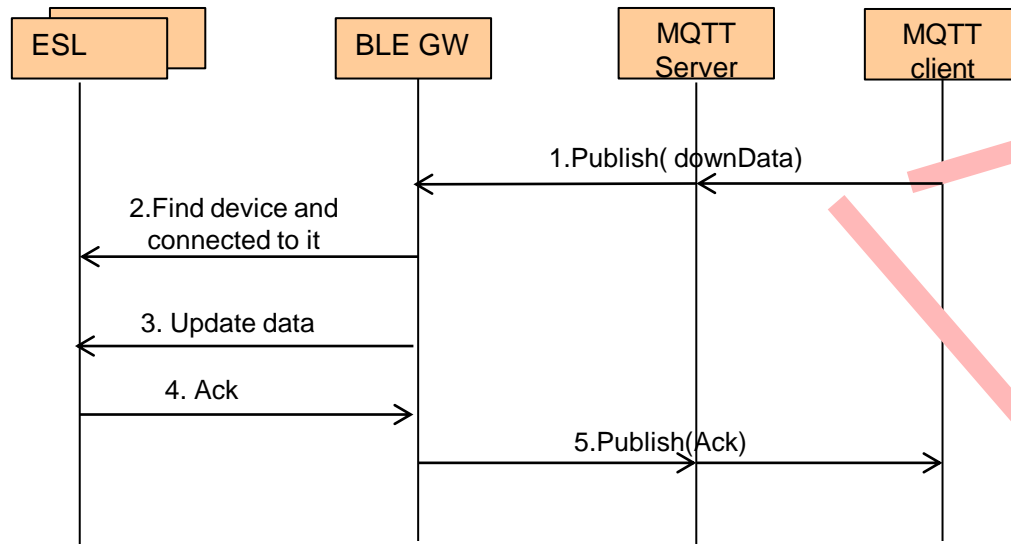 ESL
BLE GW
MQTT
Server
MQTT
client
1.Publish( downData)
2.Find device and
connected to it
3. Update data
4. Ack
5.Publish(Ack)